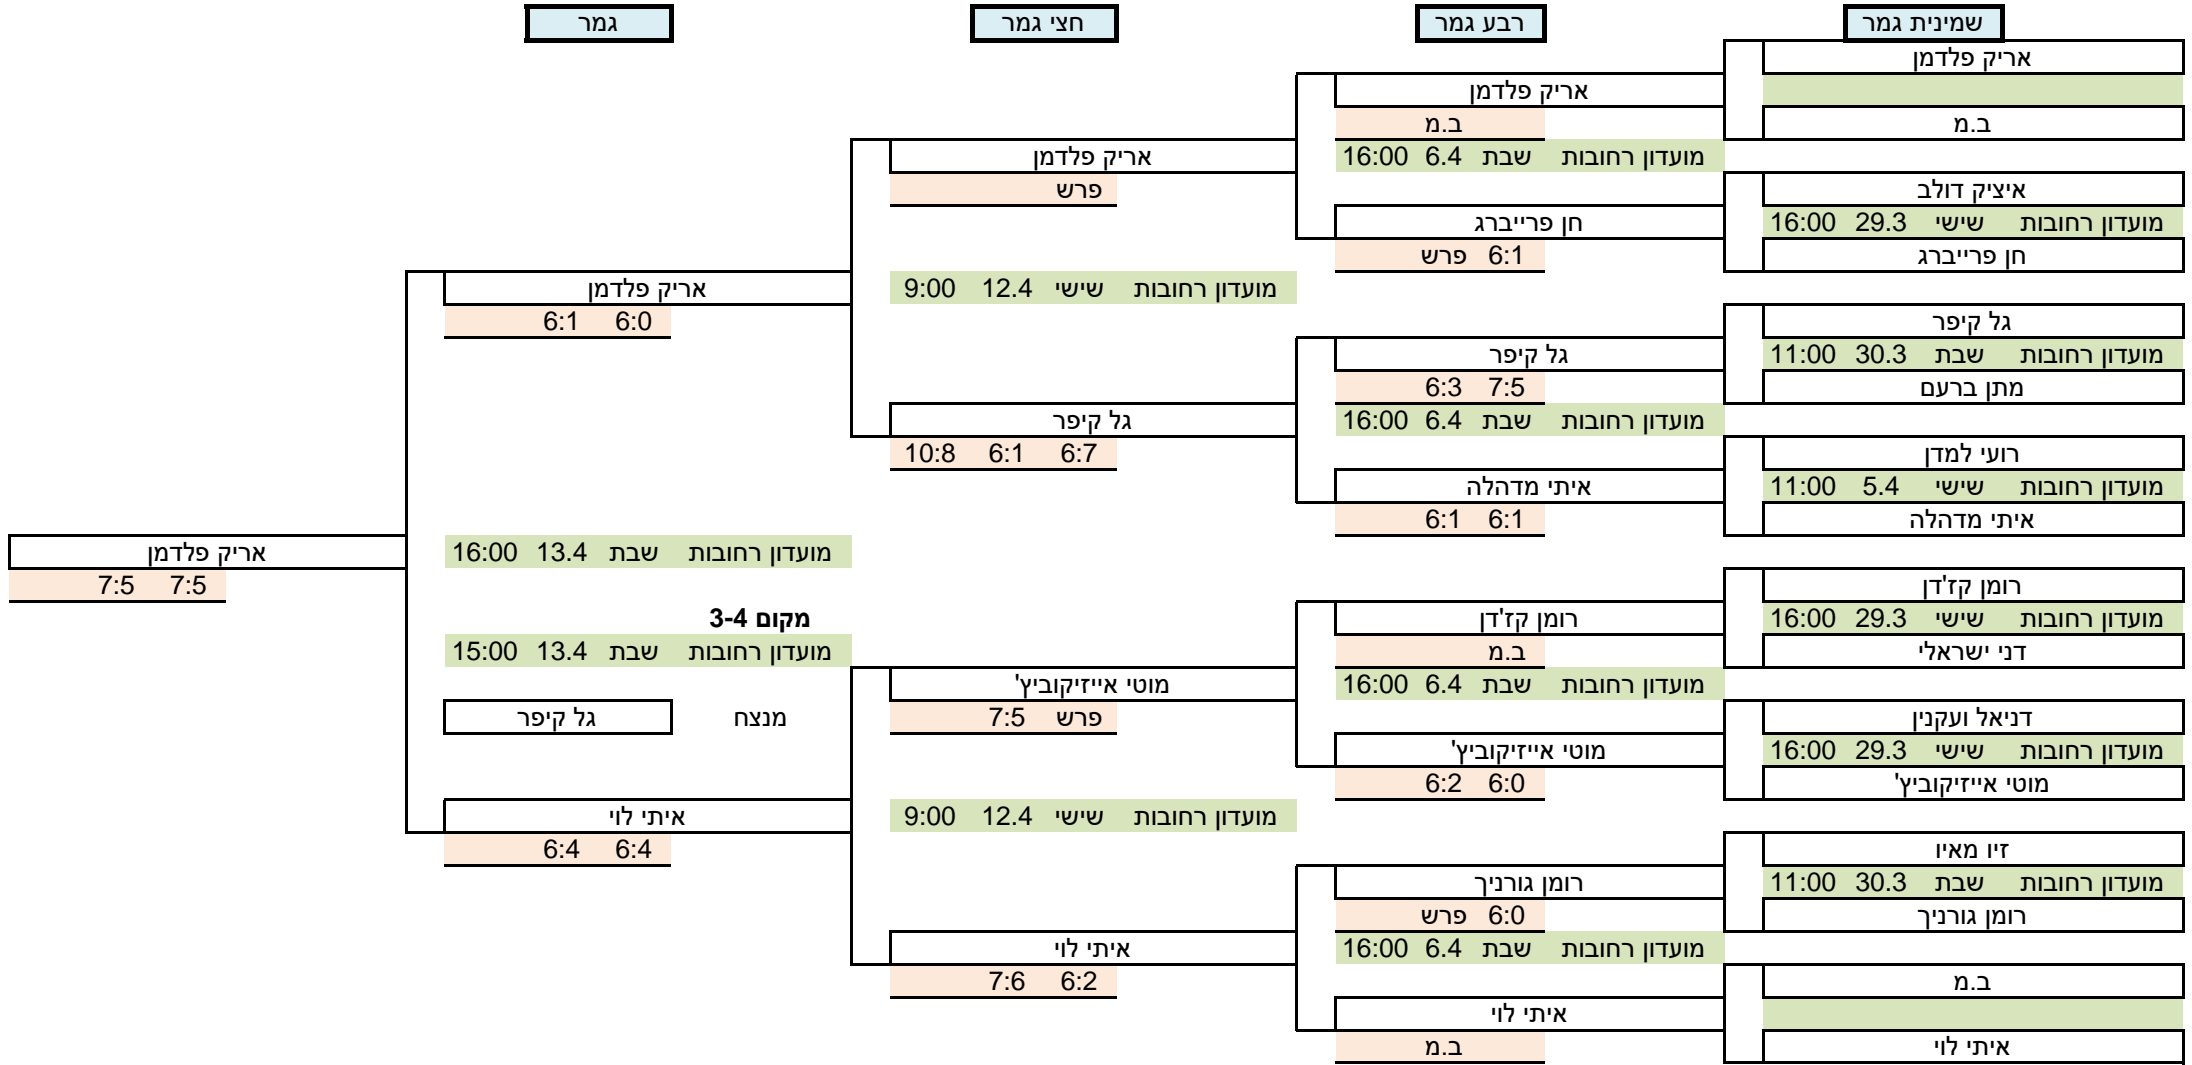 שמינית גמר רבע גמר חצי גמר גמר
אריק פלדמן
אריק פלדמן
ב.מ
ב.מ
מועדון רחובות שבת 6.4 16:00
אריק פלדמן
פרש
איציק דולב
מועדון רחובות שישי 29.3 16:00
חן פרייברג
חן פרייברג
6:1 פרש
מועדון רחובות שישי 12.4 9:00
אריק פלדמן
6:0 6:1
גל קיפר
מועדון רחובות שבת 30.3 11:00
גל קיפר
מתן ברעם
7:5 6:3
מועדון רחובות שבת 6.4 16:00
גל קיפר
6:7 6:1 10:8
רועי למדן
מועדון רחובות שישי 5.4 11:00
איתי מדהלה
איתי מדהלה
6:1 6:1
מועדון רחובות שבת 13.4 16:00
אריק פלדמן
7:5 7:5
רומן קז'דן
מועדון רחובות שישי 29.3 16:00
רומן קז'דן
מקום 3-4
דני ישראלי
ב.מ
מועדון רחובות שבת 13.4 15:00
מועדון רחובות שבת 6.4 16:00
מוטי אייזיקוביץ'
פרש 7:5
מנצח גל קיפר
דניאל ועקנין
מועדון רחובות שישי 29.3 16:00
מוטי אייזיקוביץ'
מוטי אייזיקוביץ'
6:0 6:2
מועדון רחובות שישי 12.4 9:00
איתי לוי
6:4 6:4
זיו מאיו
מועדון רחובות שבת 30.3 11:00
רומן גורניך
רומן גורניך
6:0 פרש
מועדון רחובות שבת 6.4 16:00
איתי לוי
6:2 7:6
ב.מ
איתי לוי
איתי לוי
ב.מ